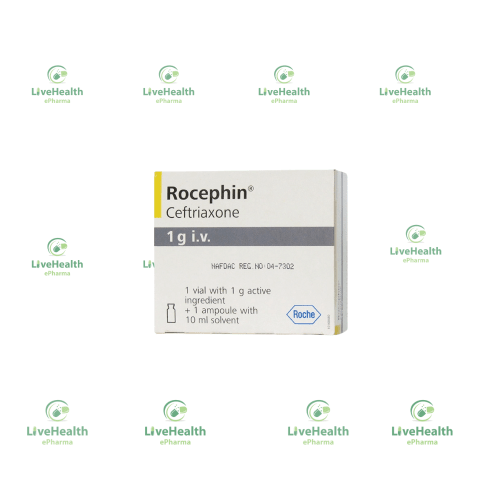 LiveHealth
ePharma
LiveHealth
ePharma
LiveHealth
ePharma
LiveHealth
ePharma
Rocephin®
Ceftriaxone
1 g i.v.
NAFDAC REG NO:04-7302
1 vial with 1 g active
ingredient
+ 1 ampoule with
10 ml solvent
Roche
LiveHealth
ePharma
LiveHealth
ePharma
LiveHealth
ePharma
LiveHealth
ePharma
LiveHealth
ePharma
LiveHealth
ePharma